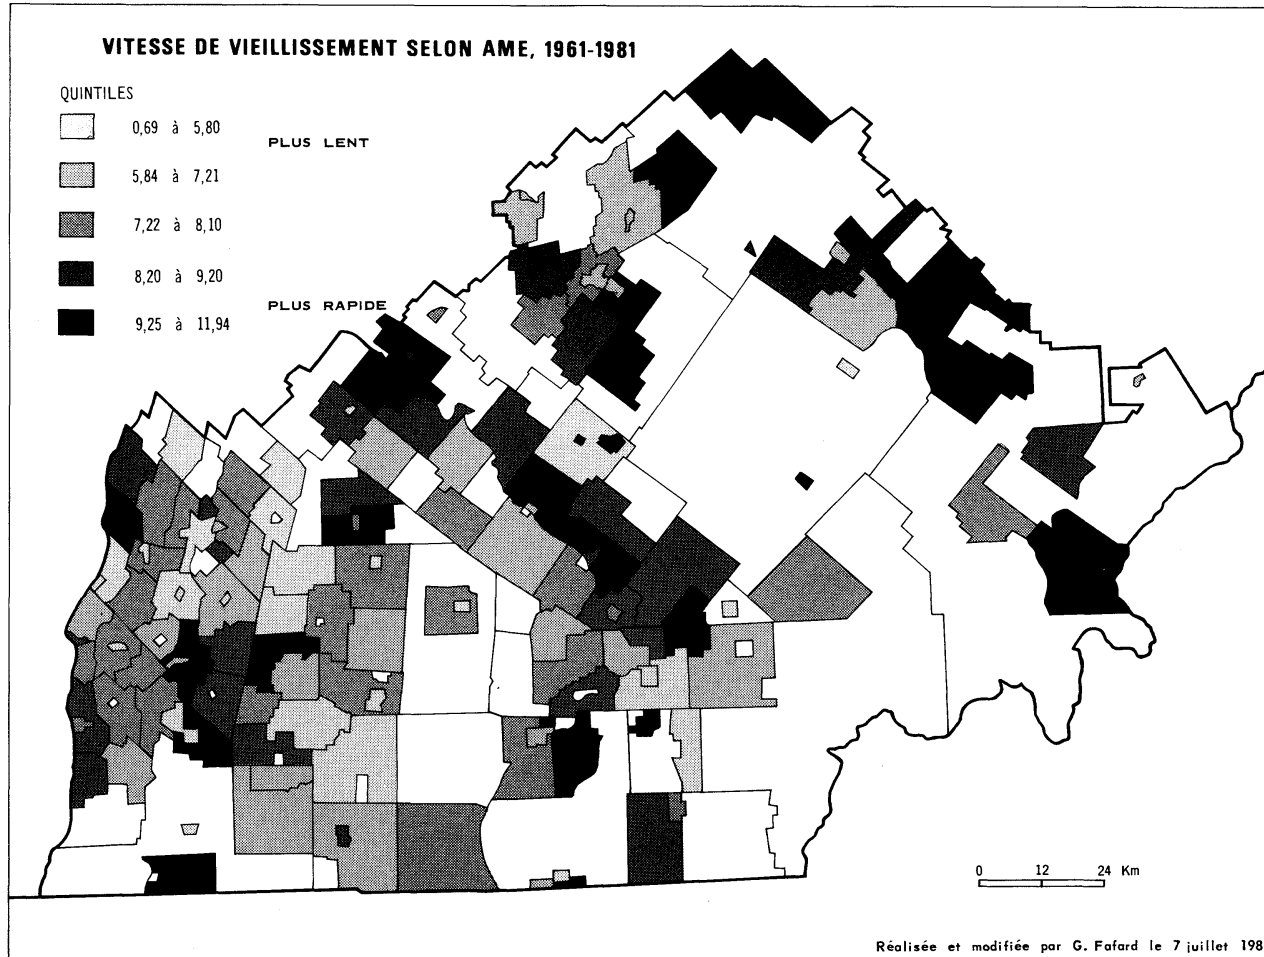 VITESSE DE VIEILLISSEMENT SELON AME, 1961-1981
QUINTILES
0,69 à 5,80
PLUS LENT
5,84 à 7,21
7,22 à 8,10
8,20 à 9,20
PLUS RAPIDE
9,25 à 11,94
0 12 24 Km
Réalisée et modifiée par G. Fafard le 7 juillet 198